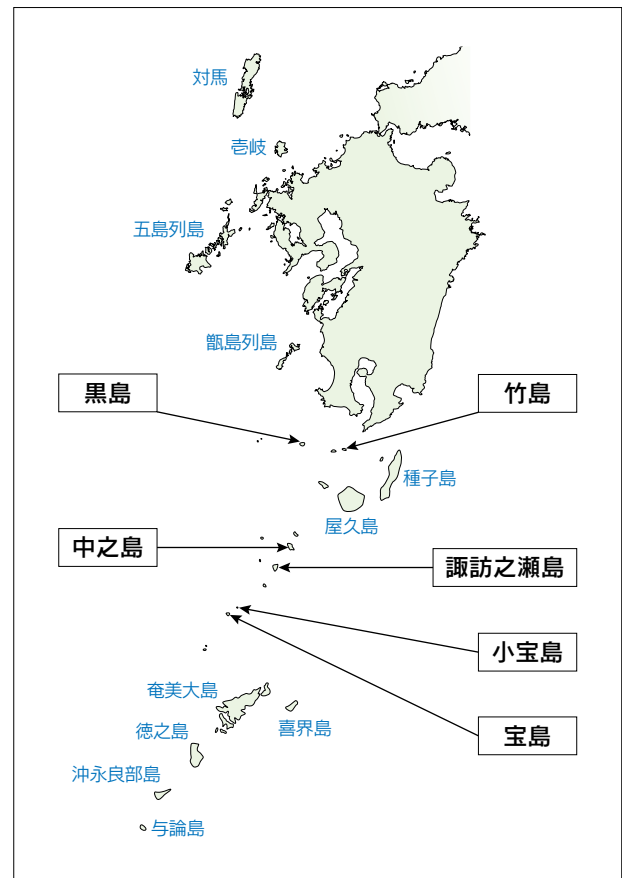 対馬
壱岐
五島列島
甑島列島
黒島
竹島
種子島
屋久島
中之島
諏訪之瀬島
小宝島
宝島
奄美大島
喜界島
徳之島
沖永良部島
与論島